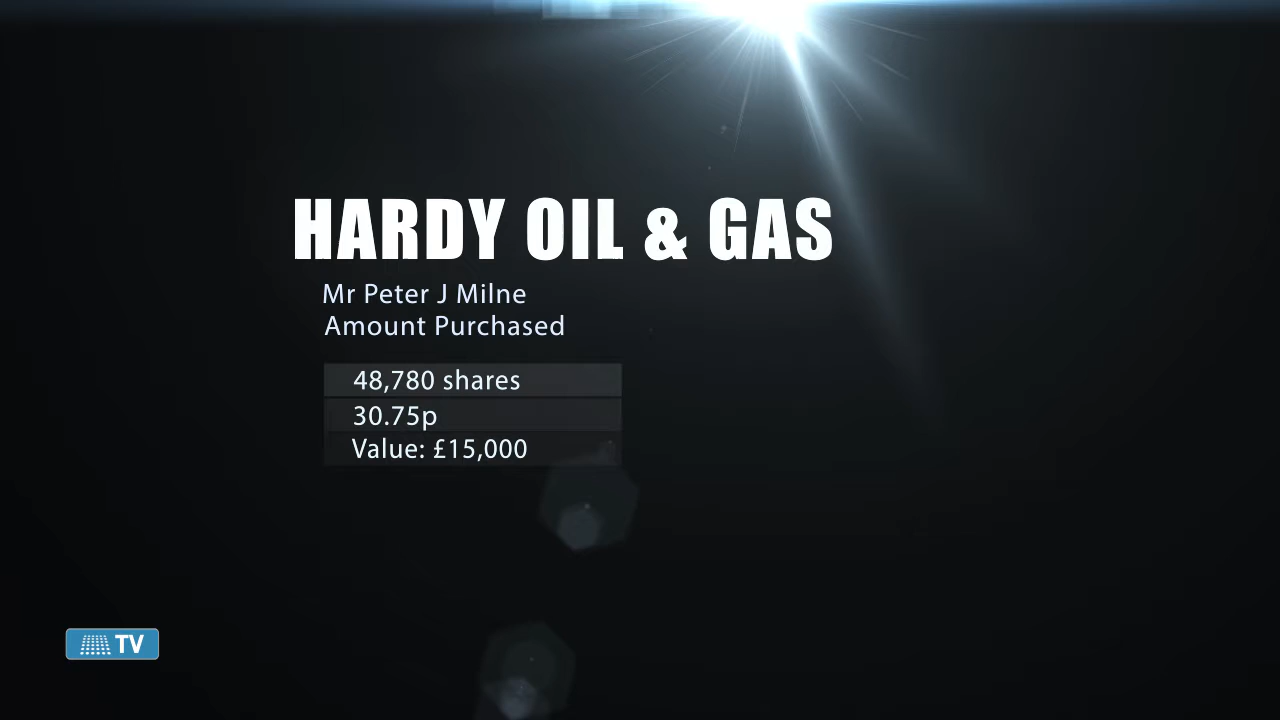 HARDY OIL & GAS
Mr Peter J Milne
Amount Purchased
48,780 shares
30.75p
Value: £15,000
TV